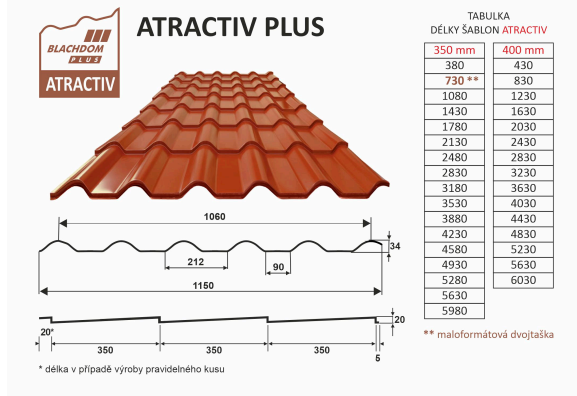 BLACHDOM
PLUS
ATRACTIV
ATRACTIV PLUS
1060
34
212
90
1150
20
20*
350
350
350
5
* délka v případě výroby pravidelného kusu
TABULKA
DÉLKY ŠABLON ATRACTIV
350 mm 400 mm
380 430
730 ** 830
1080 1230
1430 1630
1780 2030
2130 2430
2480 2830
2830 3230
3180 3630
3530 4030
3880 4430
4230 4830
4580 5230
4930 5630
5280 6030
5630
5980
** maloformátová dvojtaška